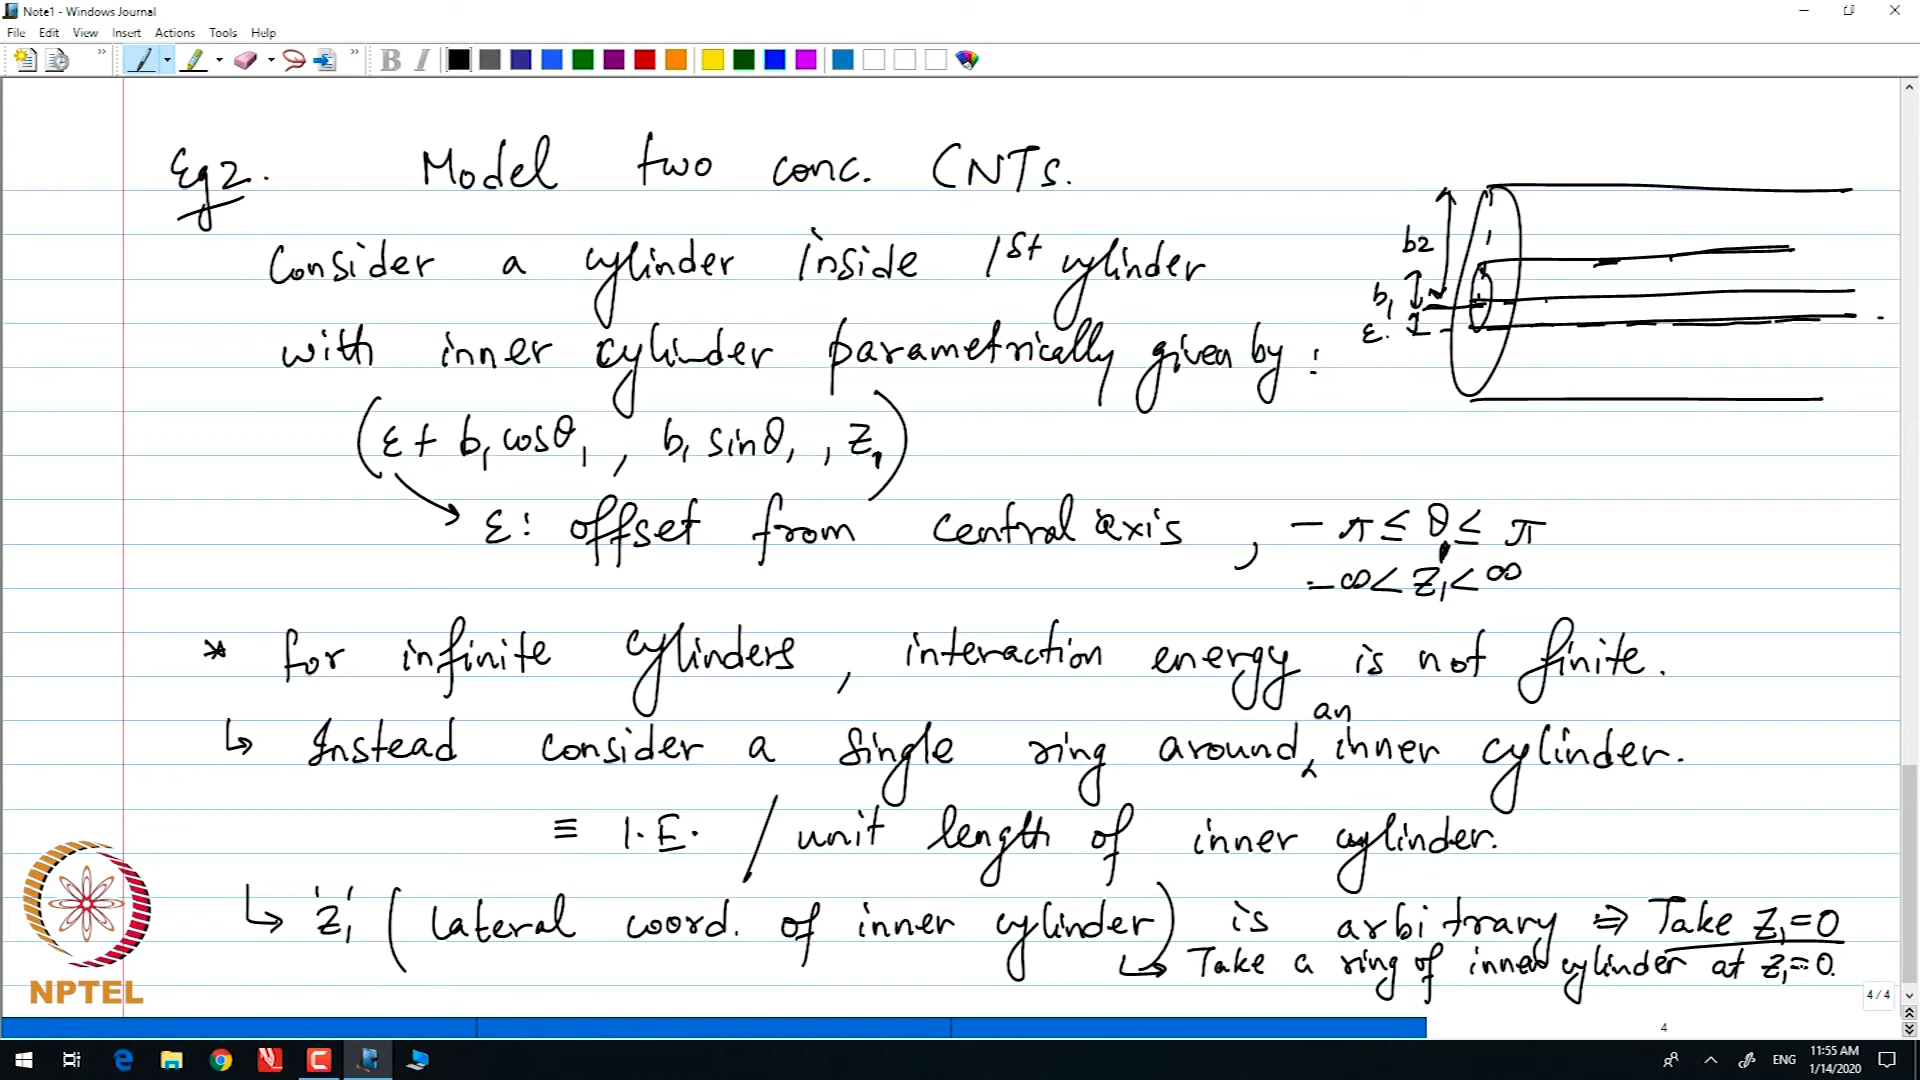 Note1 - Windows Journal
File Edit View Insert Actions Tools Help
B I
Eg 2. Model two conc. CNTs.
Consider a cylinder inside 1st cylinder
with inner cylinder parametrically given by:
(ε + b₁ cosθ₁, b₁ sinθ₁, z₁)
ε: offset from central axis, -π ≤ θ₁ ≤ π
-∞ < z₁ < ∞
b2
b₁
ε
* for infinite cylinders, interaction energy is not finite.
↳ Instead consider a single ring around an inner cylinder.
≡ I.E. / unit length of inner cylinder.
↳ 'z₁' (lateral coord. of inner cylinder) is arbitrary ⇒ Take z₁=0
↳ Take a ring of inner cylinder at z₁=0.
NPTEL
4 / 4
4
ENG
11:55 AM
1/14/2020